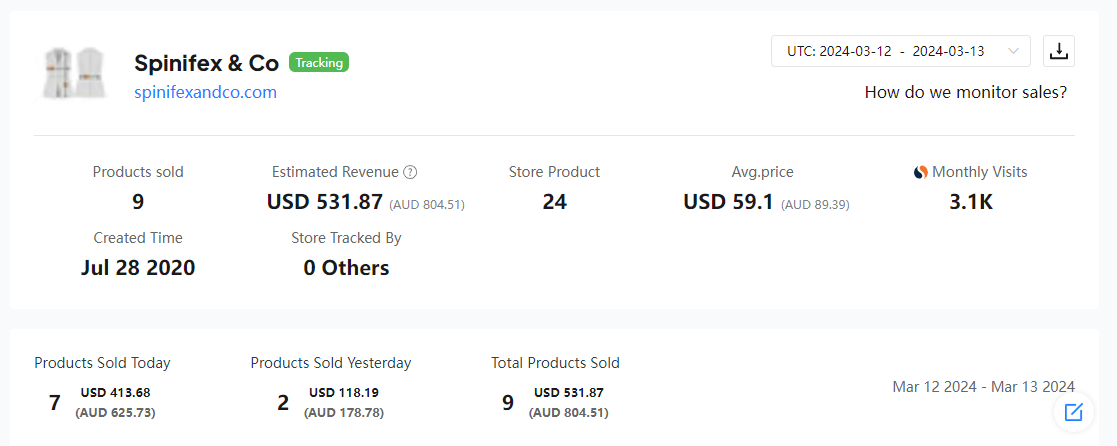 Spinifex & Co Tracking
spinifexandco.com
UTC: 2024-03-12 - 2024-03-13
How do we monitor sales?
Products sold
9
Estimated Revenue ?
USD 531.87 (AUD 804.51)
Store Product
24
Avg.price
USD 59.1 (AUD 89.39)
Monthly Visits
3.1K
Created Time
Jul 28 2020
Store Tracked By
0 Others
Products Sold Today
7
USD 413.68
(AUD 625.73)
Products Sold Yesterday
2
USD 118.19
(AUD 178.78)
Total Products Sold
9
USD 531.87
(AUD 804.51)
Mar 12 2024 - Mar 13 2024